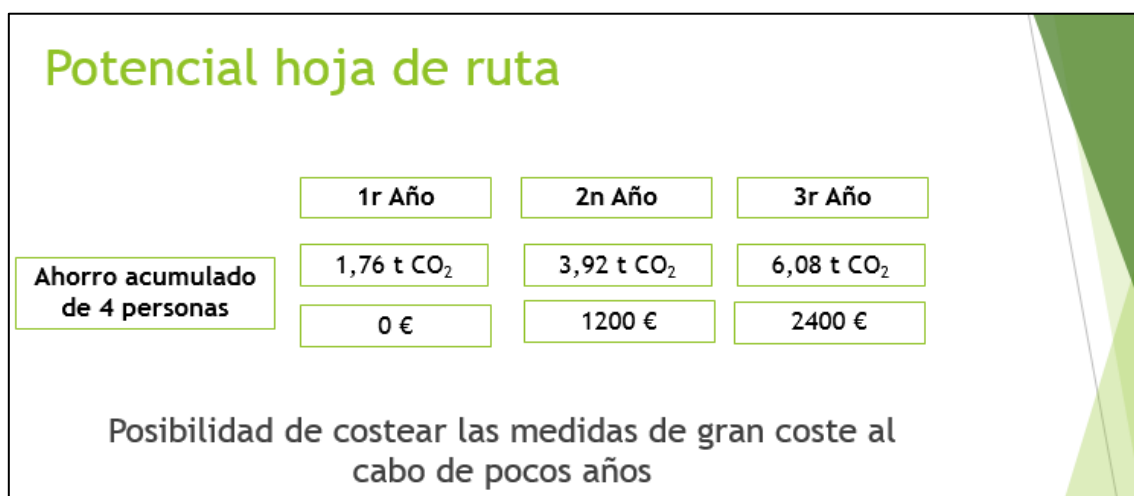 Potencial hoja de ruta
1r Año 2n Año 3r Año
Ahorro acumulado
de 4 personas
1,76 t CO₂ 3,92 t CO₂ 6,08 t CO₂
0 € 1200 € 2400 €
Posibilidad de costear las medidas de gran coste al
cabo de pocos años